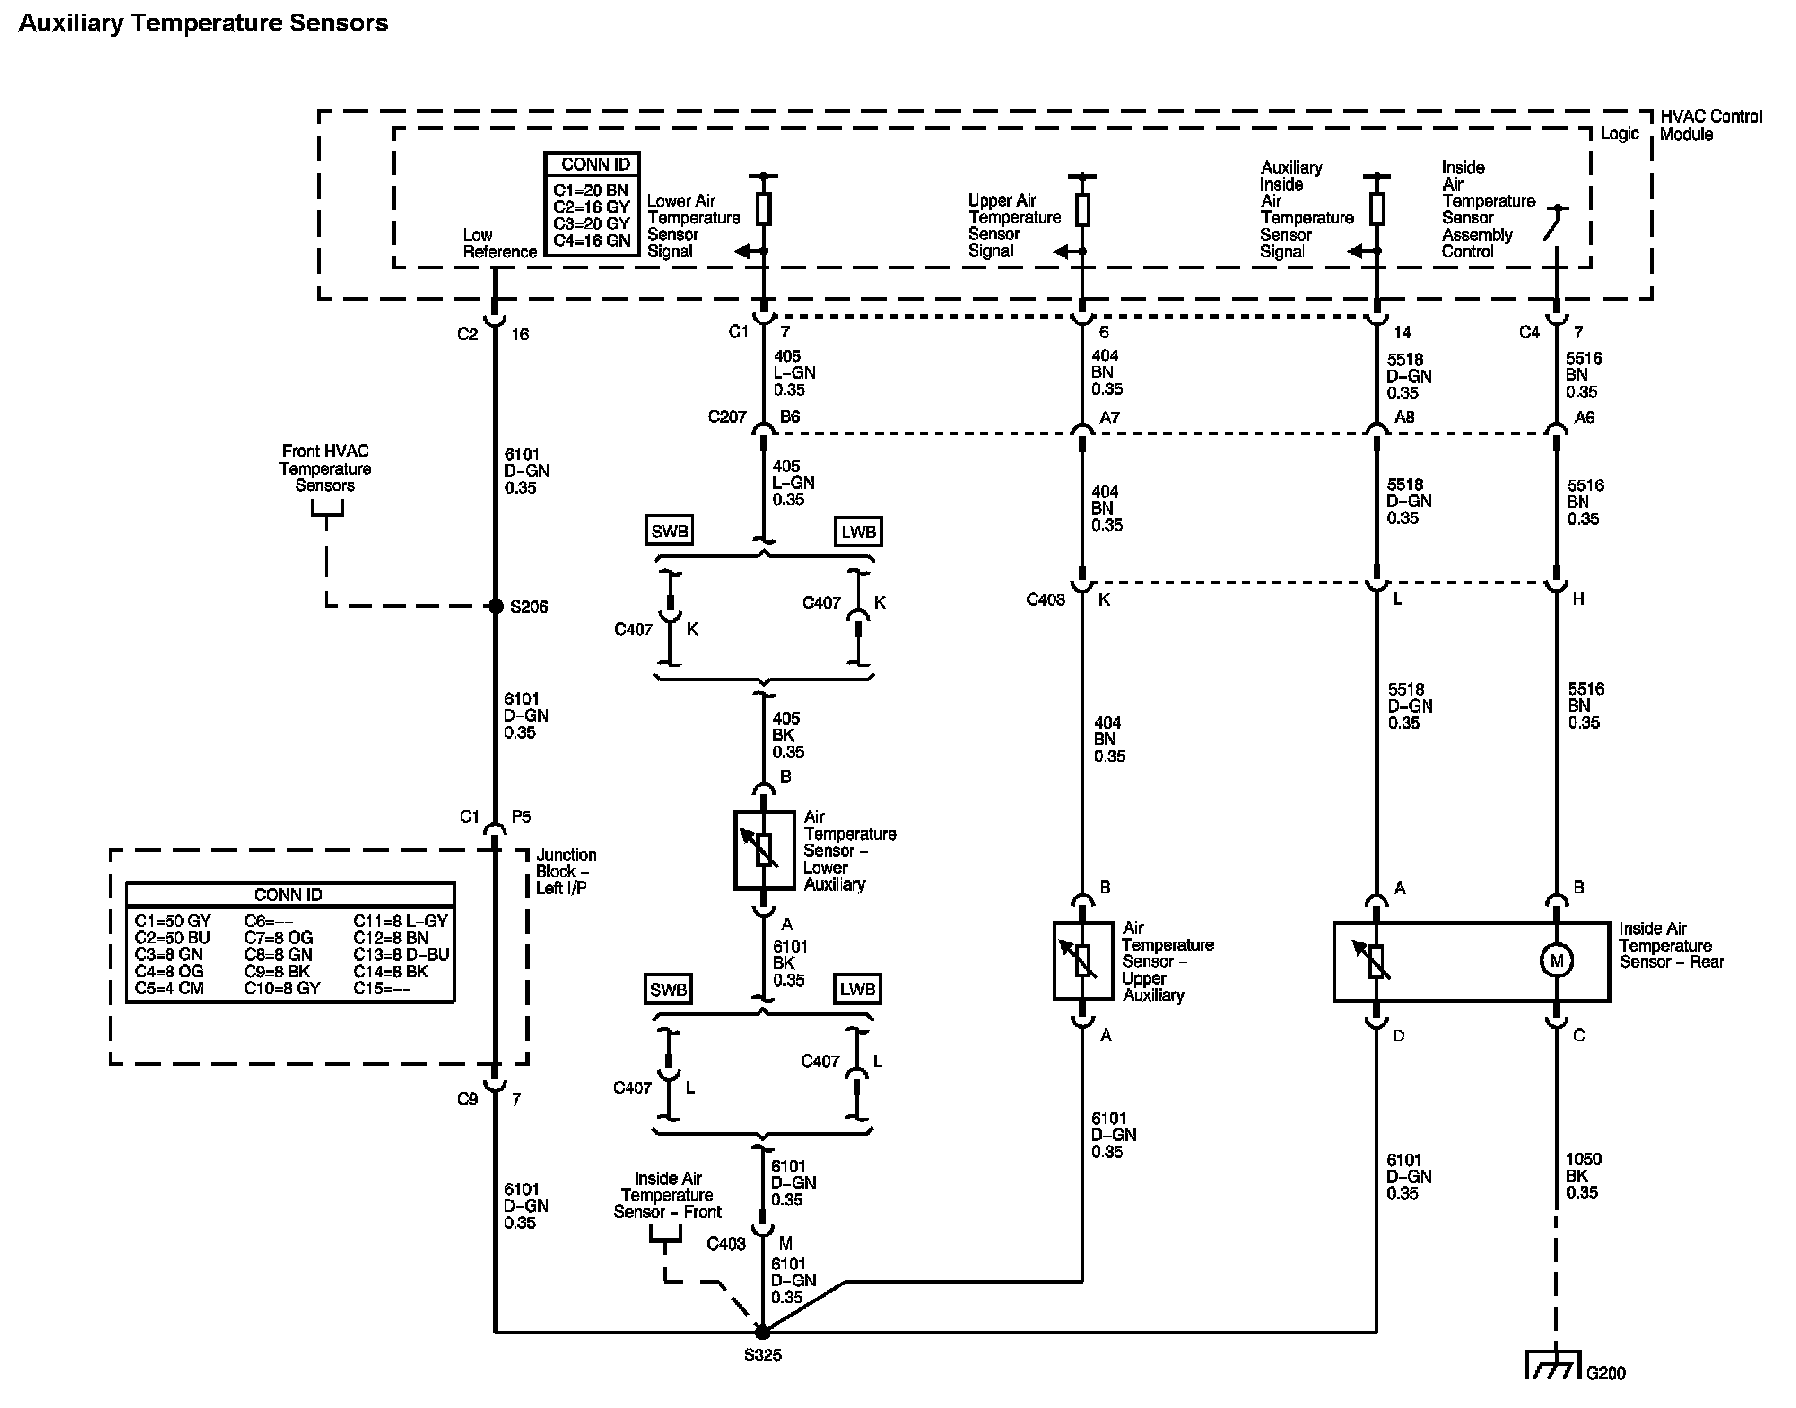 Auxiliary Temperature Sensors
HVAC Control
Module
Logic
CONN ID
C1=20 BN
C2=16 GY
C3=20 GY
C4=16 GN
Low
Reference
Lower Air
Temperature
Sensor
Signal
Upper Air
Temperature
Sensor
Signal
Auxiliary
Inside
Air
Temperature
Sensor
Signal
Inside
Air
Temperature
Sensor
Assembly
Control
C2 16
C1 7
6
14
C4 7
405
L-GN
0.35
404
BN
0.35
5518
D-GN
0.35
5516
BN
0.35
C207 B6
A7
A8
A6
Front HVAC
Temperature
Sensors
6101
D-GN
0.35
405
L-GN
0.35
404
BN
0.35
5518
D-GN
0.35
5516
BN
0.35
SWB
LWB
C407 K
C407 K
C403 K
L
H
S206
6101
D-GN
0.35
405
BK
0.35
404
BN
0.35
5518
D-GN
0.35
5516
BN
0.35
B
C1 P5
Junction
Block -
Left I/P
CONN ID
C1=50 GY C6=-- C11=8 L-GY
C2=50 BU C7=8 OG C12=8 BN
C3=8 GN C8=8 GN C13=8 D-BU
C4=8 OG C9=8 BK C14=8 BK
C5=4 CM C10=8 GY C15=--
Air
Temperature
Sensor -
Lower
Auxiliary
A
6101
BK
0.35
B
Air
Temperature
Sensor -
Upper
Auxiliary
A
A
B
M
Inside Air
Temperature
Sensor - Rear
D
C
SWB
LWB
C407 L
C407 L
C9 7
6101
D-GN
0.35
6101
D-GN
0.35
6101
D-GN
0.35
6101
D-GN
0.35
1050
BK
0.35
Inside Air
Temperature
Sensor - Front
C403 M
6101
D-GN
0.35
S325
G200